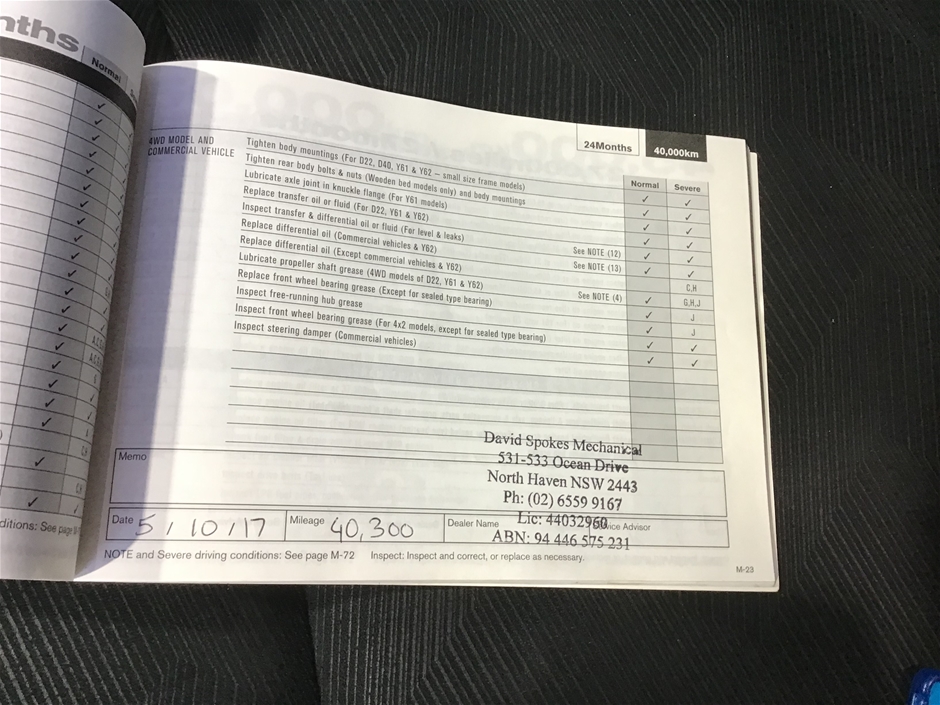 nths
Normal
24Months
40,000km
4WD MODEL AND
COMMERCIAL VEHICLE
Normal Severe
Tighten body mountings (For D22, D40, Y61 & Y62 – small size frame models) ✓ ✓
Tighten rear body bolts & nuts (Wooden bed models only) and body mountings ✓ ✓
Lubricate axle joint in knuckle flange (For Y61 models) ✓ ✓
Replace transfer oil or fluid (For D22, Y61 & Y62)
Inspect transfer & differential oil or fluid (For level & leaks) ✓ ✓
Replace differential oil (Commercial vehicles & Y62) See NOTE (12) ✓ ✓
Replace differential oil (Except commercial vehicles & Y62) See NOTE (13) C,H
Lubricate propeller shaft grease (4WD models of D22, Y61 & Y62) ✓ G,H,J
Replace front wheel bearing grease (Except for sealed type bearing) See NOTE (4) ✓ J
Inspect free-running hub grease ✓ J
Inspect front wheel bearing grease (For 4x2 models, except for sealed type bearing) ✓ ✓
Inspect steering damper (Commercial vehicles) ✓ ✓
Memo
David Spokes Mechanical
531-533 Ocean Drive
North Haven NSW 2443
Ph: (02) 6559 9167
Lic: 44032960
ABN: 94 446 575 231
Date 5/10/17 Mileage 40,300 Dealer Name Advisor
NOTE and Severe driving conditions: See page M-72 Inspect: Inspect and correct, or replace as necessary.
ditions: See page
M-23